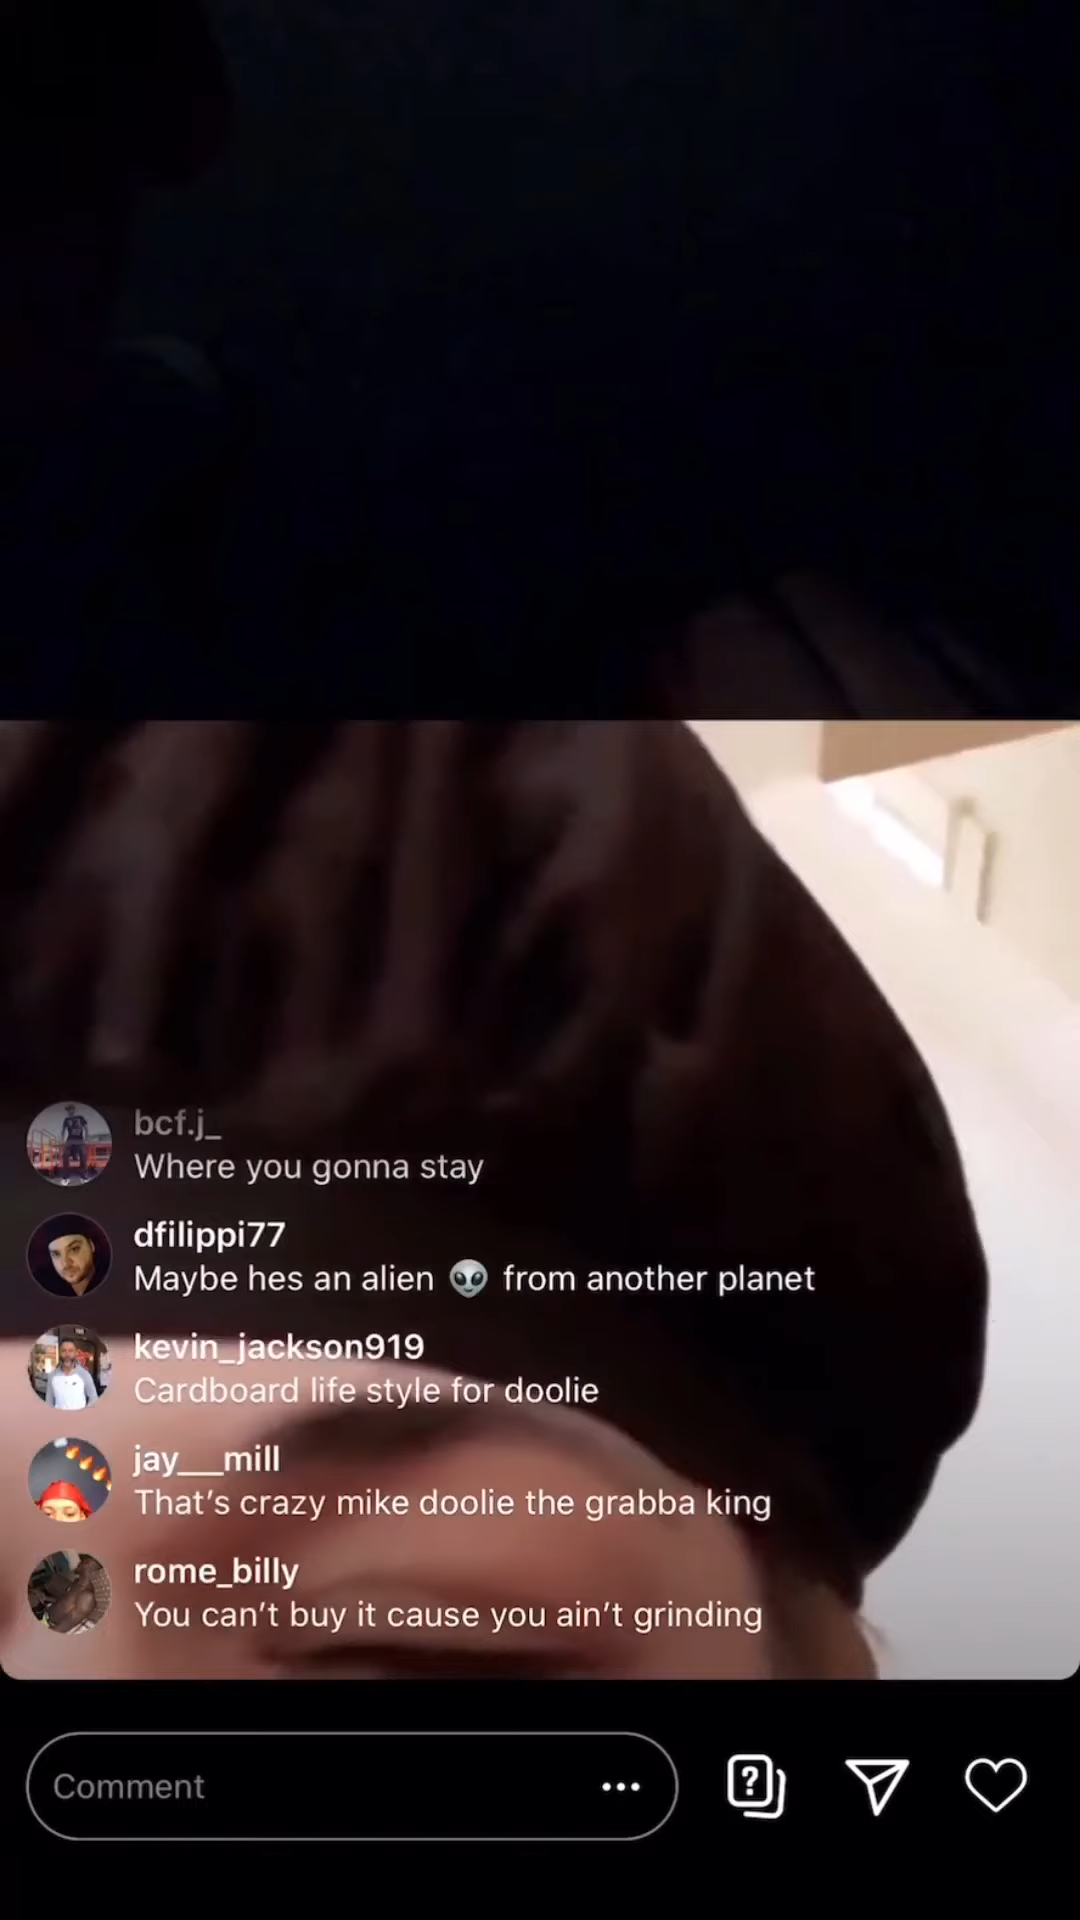 bcf.j_
Where you gonna stay
dfilippi77
Maybe hes an alien 👽 from another planet
kevin_jackson919
Cardboard life style for doolie
jay___mill
That’s crazy mike doolie the grabba king
rome_billy
You can’t buy it cause you ain’t grinding
Comment